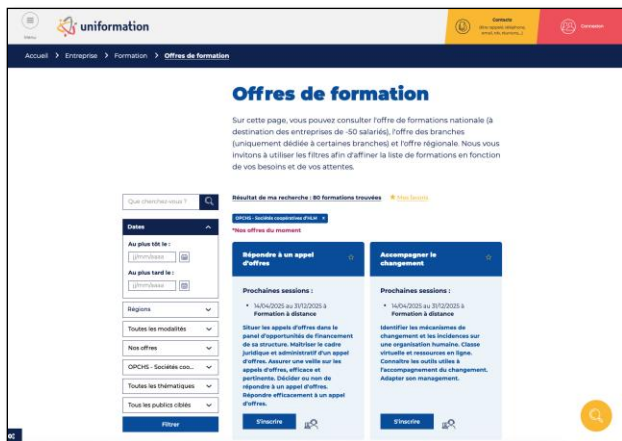 Menu
uniformation
Contacts
(être rappelé, téléphone,
email, rdv, réunions,...)
Connexion
Accueil > Entreprise > Formation > Offres de formation
Offres de formation
Sur cette page, vous pouvez consulter l'offre de formations nationale (à
destination des entreprises de -50 salariés), l'offre des branches
(uniquement dédiée à certaines branches) et l'offre régionale. Nous vous
invitons à utiliser les filtres afin d'affiner la liste de formations en fonction
de vos besoins et de vos attentes.
Que cherchez-vous ?
Résultat de ma recherche : 80 formations trouvées
Mes favoris
OPCHS - Sociétés coopératives d'HLM ×
*Nos offres du moment
Dates
Au plus tôt le :
jj/mm/aaaa
Au plus tard le :
jj/mm/aaaa
Régions
Toutes les modalités
Nos offres
OPCHS - Sociétés coo...
Toutes les thématiques
Tous les publics ciblés
Filtrer
Répondre à un appel
d'offres
Prochaines sessions :
• 14/04/2025 au 31/12/2025 à
Formation à distance
Situer les appels d'offres dans le
panel d'opportunités de financement
de sa structure. Maîtriser le cadre
juridique et administratif d'un appel
d'offres. Assurer une veille sur les
appels d'offres, efficace et
pertinente. Décider ou non de
répondre à un appel d'offres.
Répondre efficacement à un appel
d'offres.
S'inscrire
Accompagner le
changement
Prochaines sessions :
• 14/04/2025 au 31/12/2025 à
Formation à distance
Identifier les mécanismes de
changement et les incidences sur
une organisation humaine. Classe
virtuelle et ressources en ligne.
Connaître les outils utiles à
l'accompagnement du changement.
Adapter son management.
S'inscrire